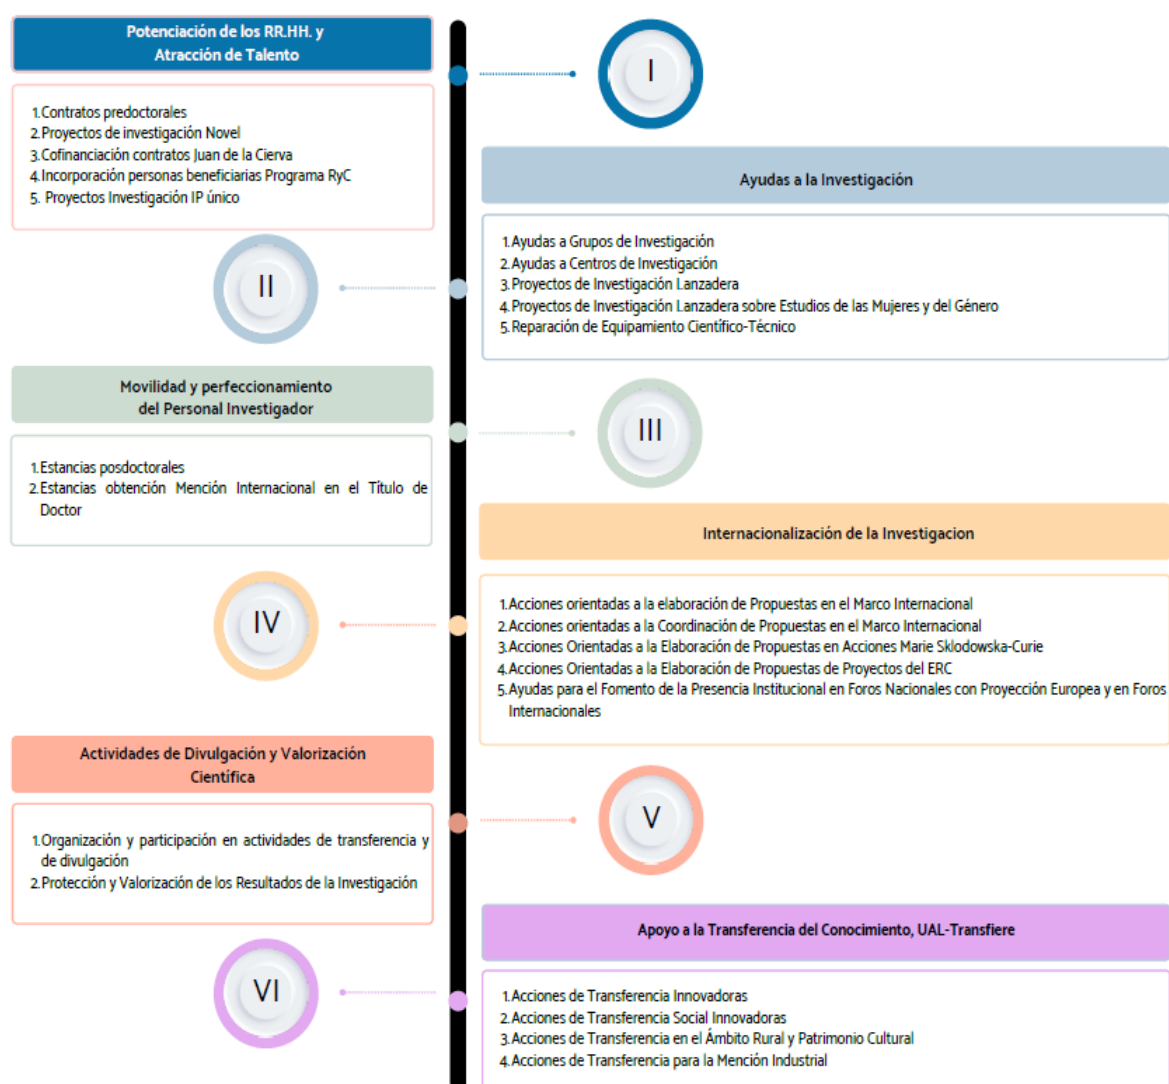 Potenciación de los RR.HH. y
Atracción de Talento
I
1. Contratos predoctorales
2. Proyectos de investigación Novel
3. Cofinanciación contratos Juan de la Cierva
4. Incorporación personas beneficiarias Programa RyC
5. Proyectos Investigación IP único
Ayudas a la Investigación
II
1. Ayudas a Grupos de Investigación
2. Ayudas a Centros de Investigación
3. Proyectos de Investigación Lanzadera
4. Proyectos de Investigación Lanzadera sobre Estudios de las Mujeres y del Género
5. Reparación de Equipamiento Científico-Técnico
Movilidad y perfeccionamiento
del Personal Investigador
III
1. Estancias posdoctorales
2. Estancias obtención Mención Internacional en el Título de
Doctor
Internacionalización de la Investigacion
IV
1. Acciones orientadas a la elaboración de Propuestas en el Marco Internacional
2. Acciones orientadas a la Coordinación de Propuestas en el Marco Internacional
3. Acciones Orientadas a la Elaboración de Propuestas en Acciones Marie Sklodowska-Curie
4. Acciones Orientadas a la Elaboración de Propuestas de Proyectos del ERC
5. Ayudas para el Fomento de la Presencia Institucional en Foros Nacionales con Proyección Europea y en Foros
Internacionales
Actividades de Divulgación y Valorización
Científica
V
1. Organización y participación en actividades de transferencia y
de divulgación
2. Protección y Valorización de los Resultados de la Investigación
Apoyo a la Transferencia del Conocimiento, UAL-Transfiere
VI
1. Acciones de Transferencia Innovadoras
2. Acciones de Transferencia Social Innovadoras
3. Acciones de Transferencia en el Ámbito Rural y Patrimonio Cultural
4. Acciones de Transferencia para la Mención Industrial